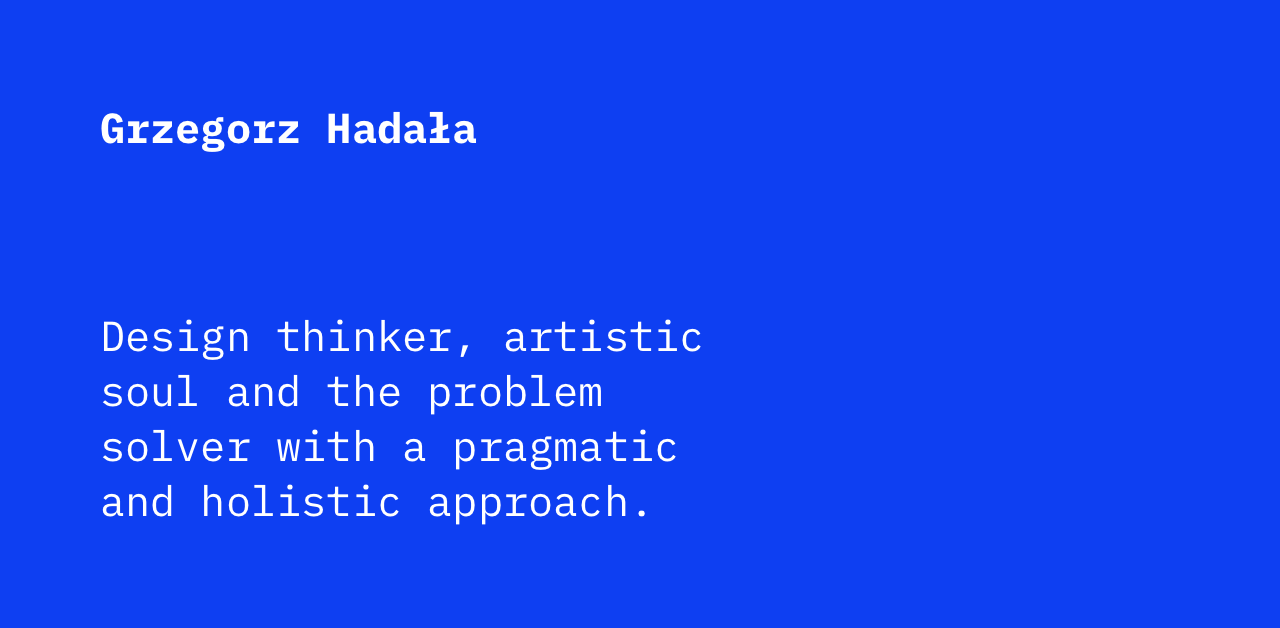 Grzegorz Hadała
Design thinker, artistic
soul and the problem
solver with a pragmatic
and holistic approach.